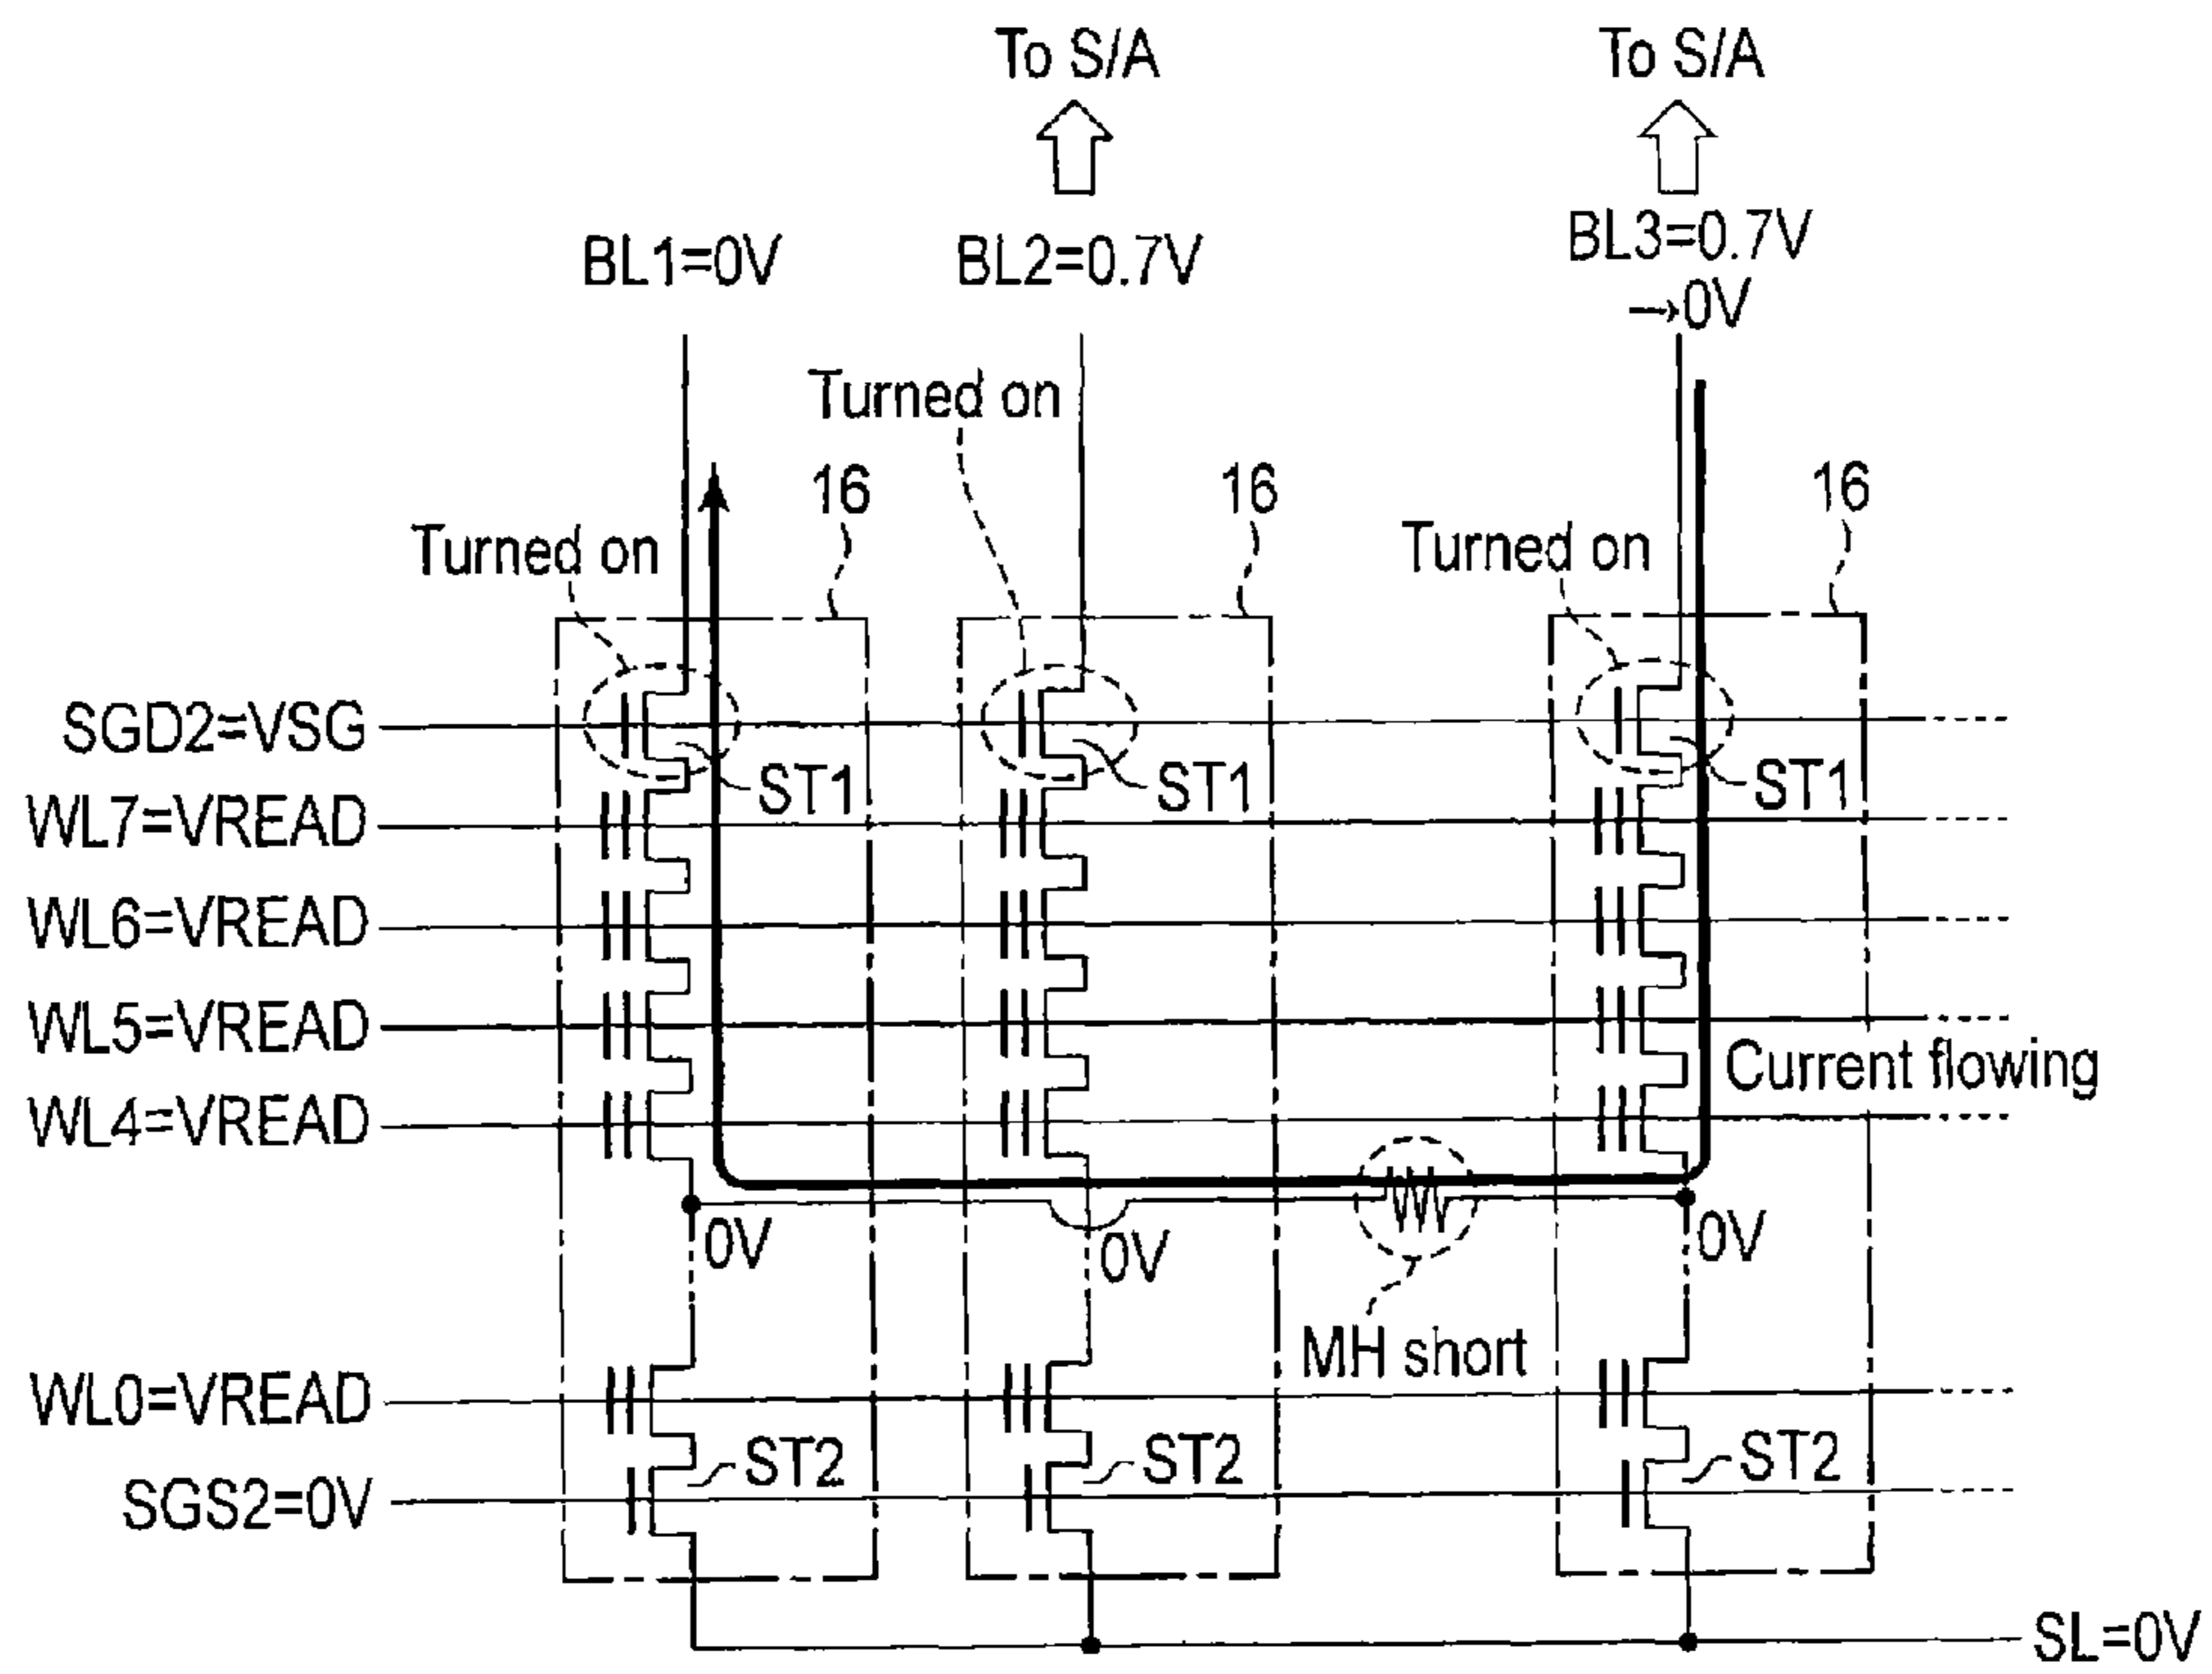 To S/A
To S/A
BL1=0V
BL2=0.7V
BL3=0.7V
→0V
Turned on
16
16
16
Turned on
Turned on
SGD2=VSG
ST1
ST1
ST1
WL7=VREAD
WL6=VREAD
WL5=VREAD
Current flowing
WL4=VREAD
0V
0V
0V
MH short
WL0=VREAD
ST2
ST2
ST2
SGS2=0V
SL=0V